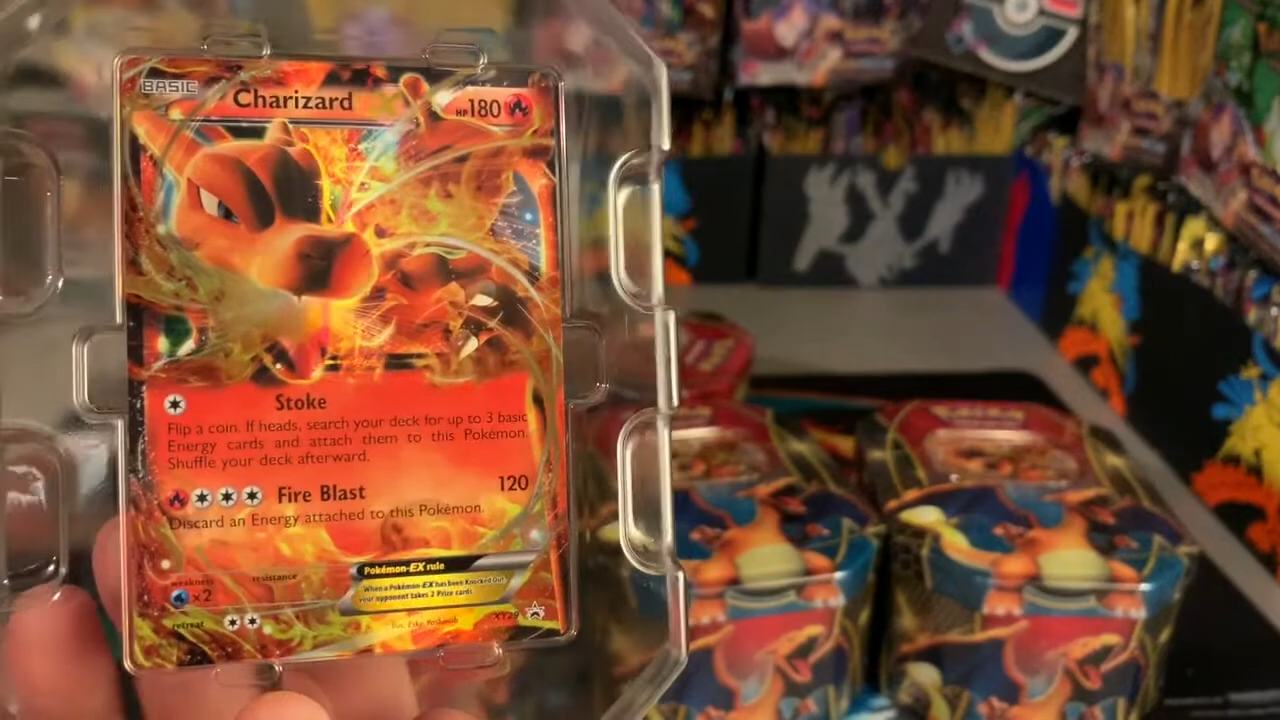 BASIC
Charizard
HP180
Stoke
Flip a coin. If heads, search your deck for up to 3 basic
Energy cards and attach them to this Pokémon.
Shuffle your deck afterward.
Fire Blast 120
Discard an Energy attached to this Pokémon.
Pokémon-EX rule
weakness resistance
When a Pokémon-EX has been Knocked Out,
×2
your opponent takes 2 Prize cards.
retreat
XY29